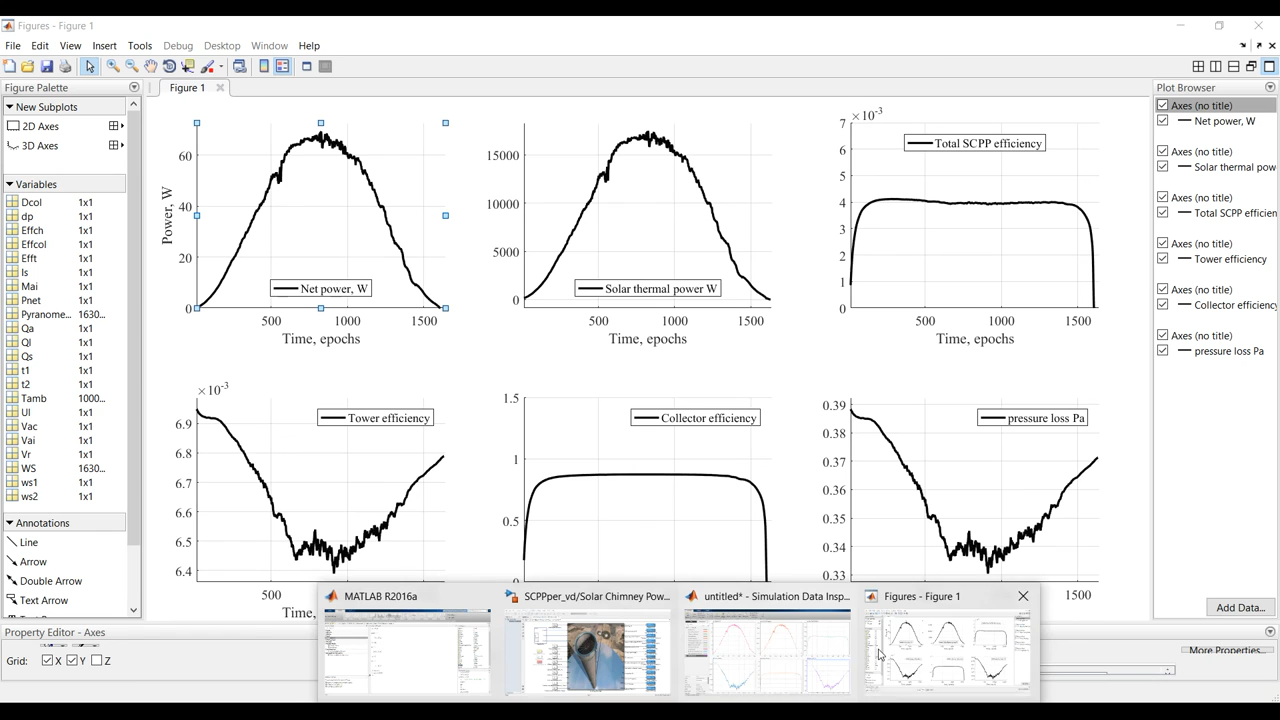 Figures - Figure 1
File Edit View Insert Tools Debug Desktop Window Help
Figure Palette
New Subplots
2D Axes
3D Axes
Variables
Dcol 1x1
dp 1x1
Effch 1x1
Effcol 1x1
Efft 1x1
Is 1x1
Mai 1x1
Pnet 1x1
Pyranome... 1630...
Qa 1x1
Ql 1x1
Qs 1x1
t1 1x1
t2 1x1
Tamb 1000...
Ul 1x1
Vac 1x1
Vai 1x1
Vr 1x1
WS 1630...
ws1 1x1
ws2 1x1
Annotations
Line
Arrow
Double Arrow
Text Arrow
Figure 1
Power, W
60
40
20
0
Net power, W
500 1000 1500
Time, epochs
15000
10000
5000
0
Solar thermal power W
500 1000 1500
Time, epochs
×10-3
7
6
5
4
3
2
1
0
Total SCPP efficiency
500 1000 1500
Time, epochs
×10-3
6.9
6.8
6.7
6.6
6.5
6.4
Tower efficiency
500
Time,
1.5
1
0.5
Collector efficiency
0.39
0.38
0.37
0.36
0.35
0.34
0.33
pressure loss Pa
1500
Plot Browser
Axes (no title)
Net power, W
Axes (no title)
Solar thermal pow
Axes (no title)
Total SCPP efficien
Axes (no title)
Tower efficiency
Axes (no title)
Collector efficiency
Axes (no title)
pressure loss Pa
Add Data...
Property Editor - Axes
Grid: X Y Z
More Properties...
MATLAB R2016a
SCPPper_vd/Solar Chimney Pow...
untitled* - Simulation Data Insp...
Figures - Figure 1